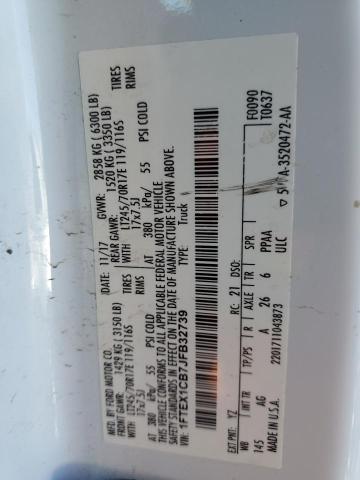 MFD. BY FORD MOTOR CO.
DATE: 11/17 GVWR: 2858 KG ( 6300 LB)
FRONT GAWR: 1429 KG ( 3150 LB) REAR GAWR: 1520 KG ( 3350 LB)
WITH LT245/70R17E 119/116S TIRES WITH LT245/70R17E 119/116S TIRES
17x7.5J RIMS 17x7.5J RIMS
AT 380 kPa/ 55 PSI COLD AT 380 kPa/ 55 PSI COLD
THIS VEHICLE CONFORMS TO ALL APPLICABLE FEDERAL MOTOR VEHICLE
SAFETY STANDARDS IN EFFECT ON THE DATE OF MANUFACTURE SHOWN ABOVE.
1FTEX1CB7JFB32739 Truck
F0090
T0637
EXT PNT: YZ RC: 21 DSO:
WB INT TR TP/PS R AXLE TR SPR
145 AG A 26 6 PPAA
2201711043873 ULC
MADE IN U.S.A. A-3520472-AA